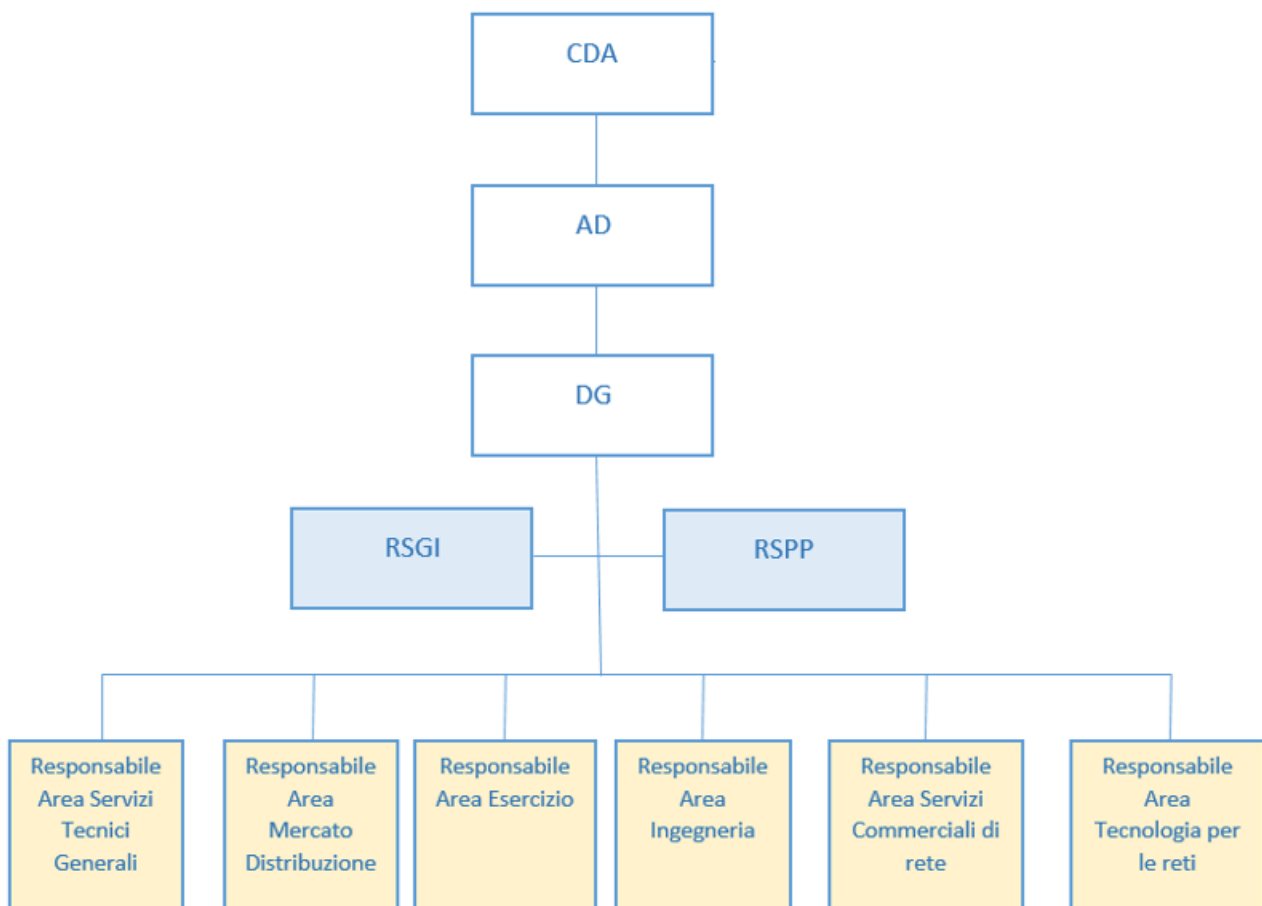 CDA
AD
DG
RSGI
RSPP
Responsabile
Area Servizi
Tecnici
Generali
Responsabile
Area
Mercato
Distribuzione
Responsabile
Area Esercizio
Responsabile
Area
Ingegneria
Responsabile
Area Servizi
Commerciali di
rete
Responsabile
Area
Tecnologia per
le reti